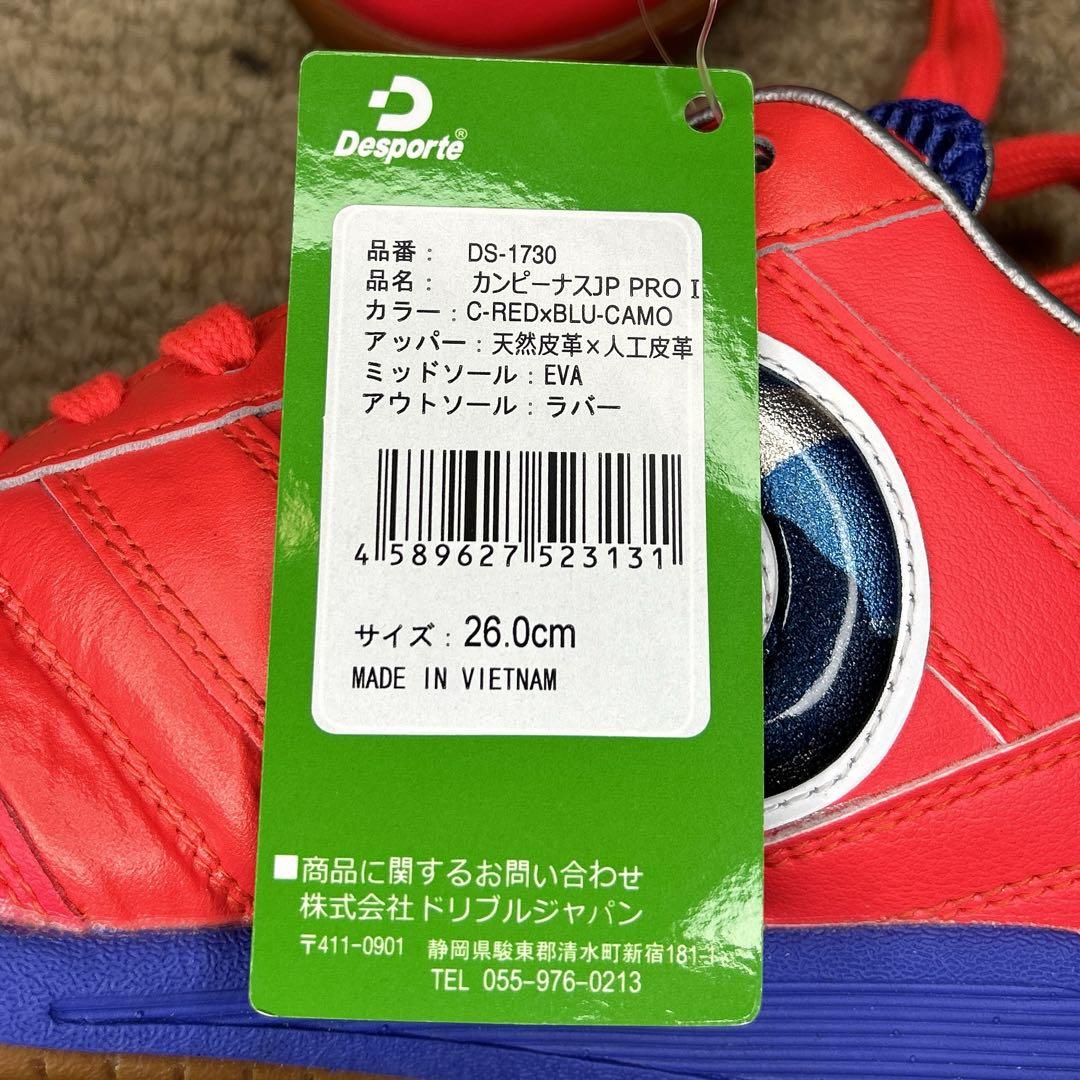 Desporte®
品番： DS-1730
品名： カンピーナスJP PRO I
カラー：C-RED×BLU-CAMO
アッパー：天然皮革×人工皮革
ミッドソール：EVA
アウトソール：ラバー
4 589627 523131
サイズ：26.0cm
MADE IN VIETNAM
■商品に関するお問い合わせ
株式会社ドリブルジャパン
〒411-0901 静岡県駿東郡清水町新宿181-1
TEL 055-976-0213